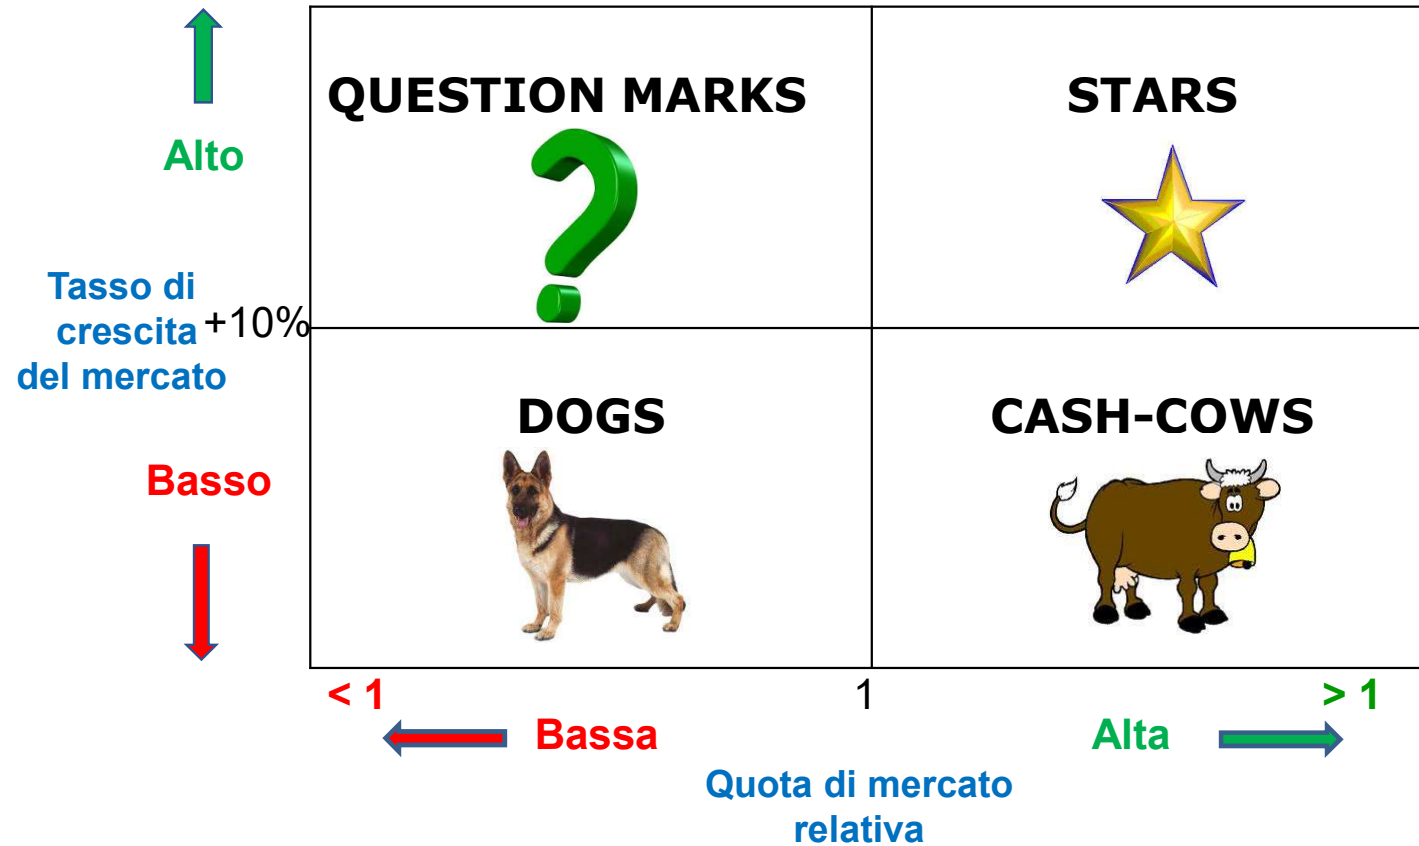 QUESTION MARKS
STARS
Alto
Tasso di
crescita
del mercato
+10%
DOGS
CASH-COWS
Basso
< 1
1
> 1
Bassa
Alta
Quota di mercato
relativa